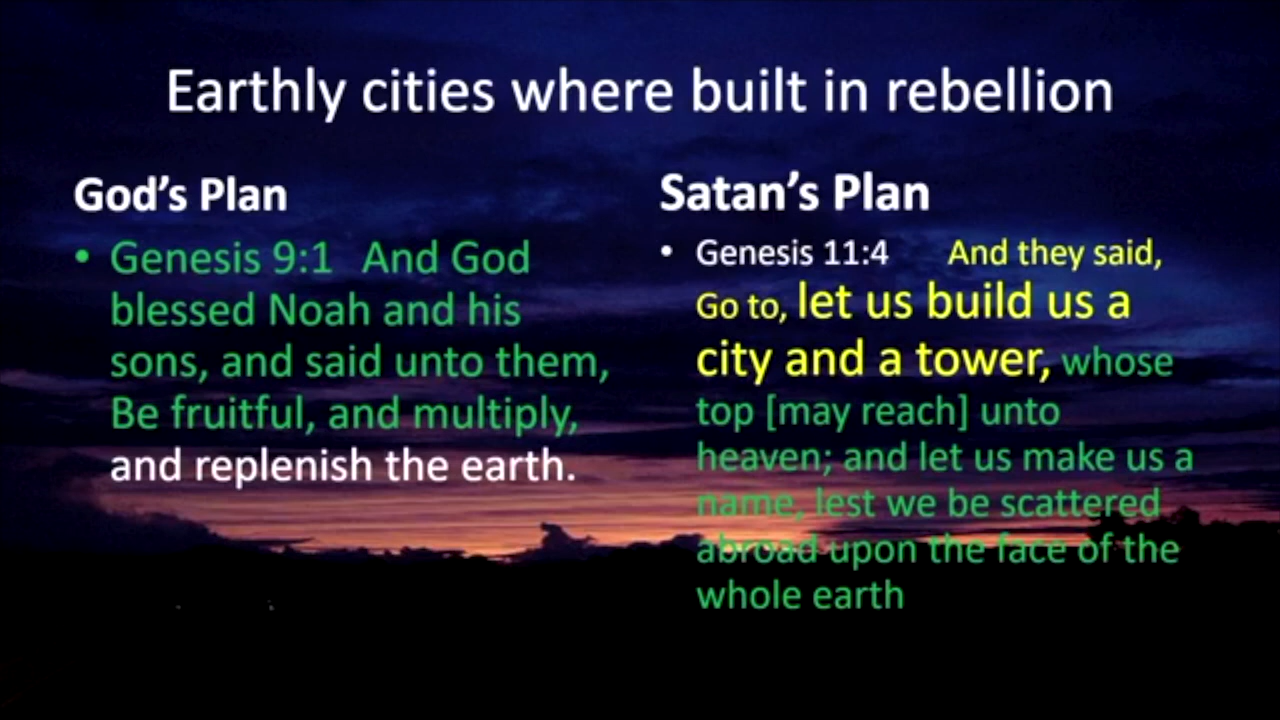 Earthly cities where built in rebellion
God's Plan
• Genesis 9:1 And God
blessed Noah and his
sons, and said unto them,
Be fruitful, and multiply,
and replenish the earth.
Satan's Plan
• Genesis 11:4 And they said,
Go to, let us build us a
city and a tower, whose
top [may reach] unto
heaven; and let us make us a
name, lest we be scattered
abroad upon the face of the
whole earth